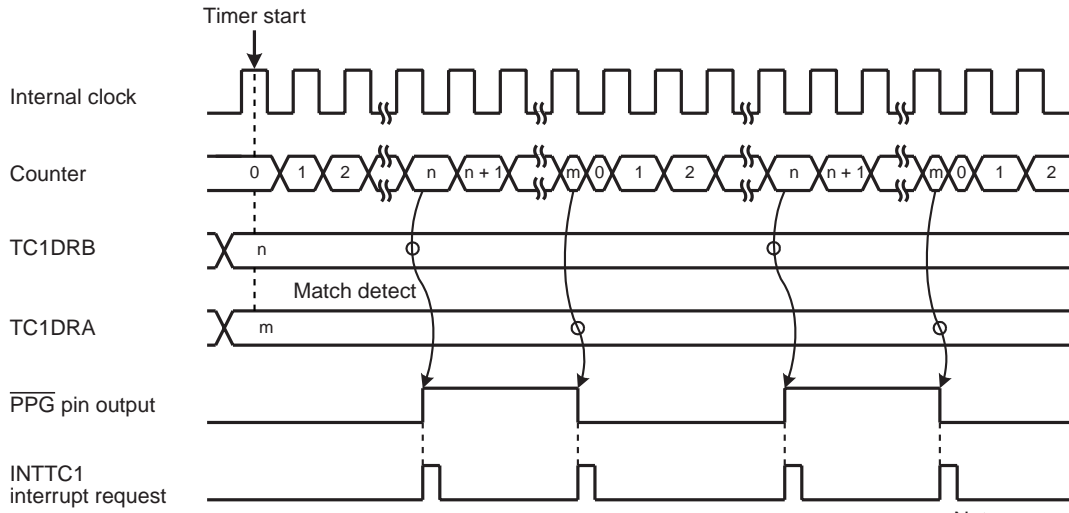 Timer start
Internal clock
Counter 0 1 2 n n + 1 m 0 1 2 n n + 1 m 0 1 2
TC1DRB n
Match detect
TC1DRA m
PPG pin output
INTTC1
interrupt request